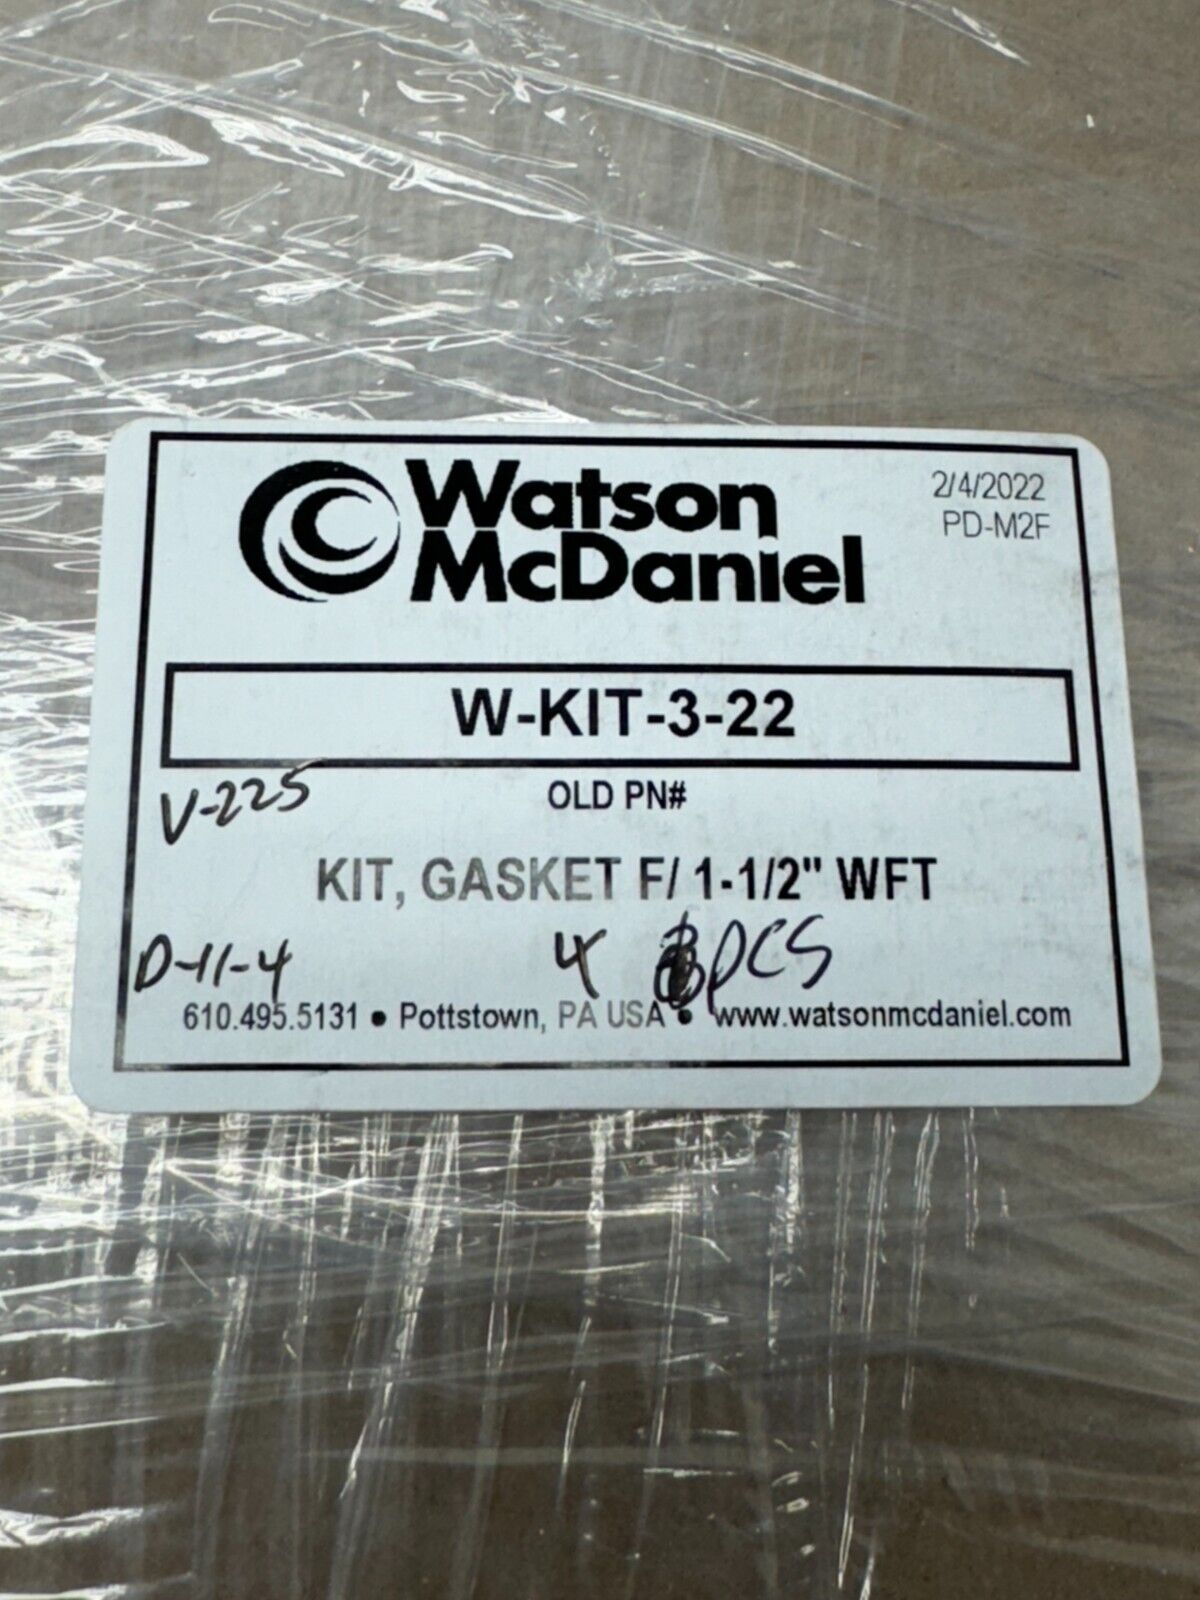 Watson
McDaniel
2/4/2022
PD-M2F
W-KIT-3-22
V-225
OLD PN#
KIT, GASKET F/ 1-1/2" WFT
D-11-4
4 PCS
610.495.5131 • Pottstown, PA USA • www.watsonmcdaniel.com